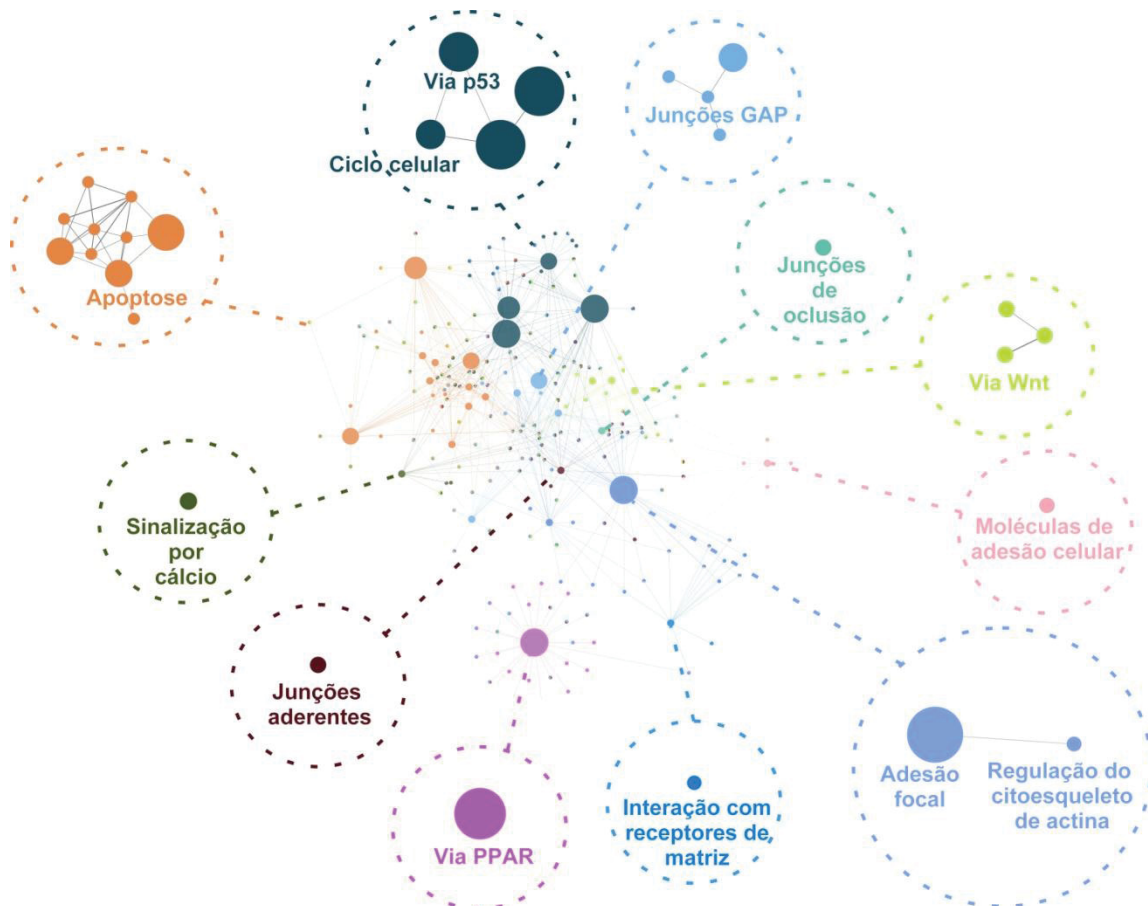 Via p53
Ciclo celular
Junções GAP
Apoptose
Junções
de
oclusão
Via Wnt
Sinalização
por
cálcio
Moléculas de
adesão celular
Junções
aderentes
Via PPAR
Interação com
receptores de
matriz
Adesão
focal
Regulação do
citoesqueleto
de actina